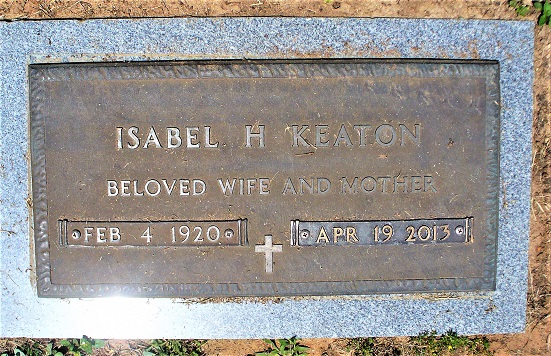 ISABEL H KEATON
BELOVED WIFE AND MOTHER
FEB 4 1920 APR 19 2013